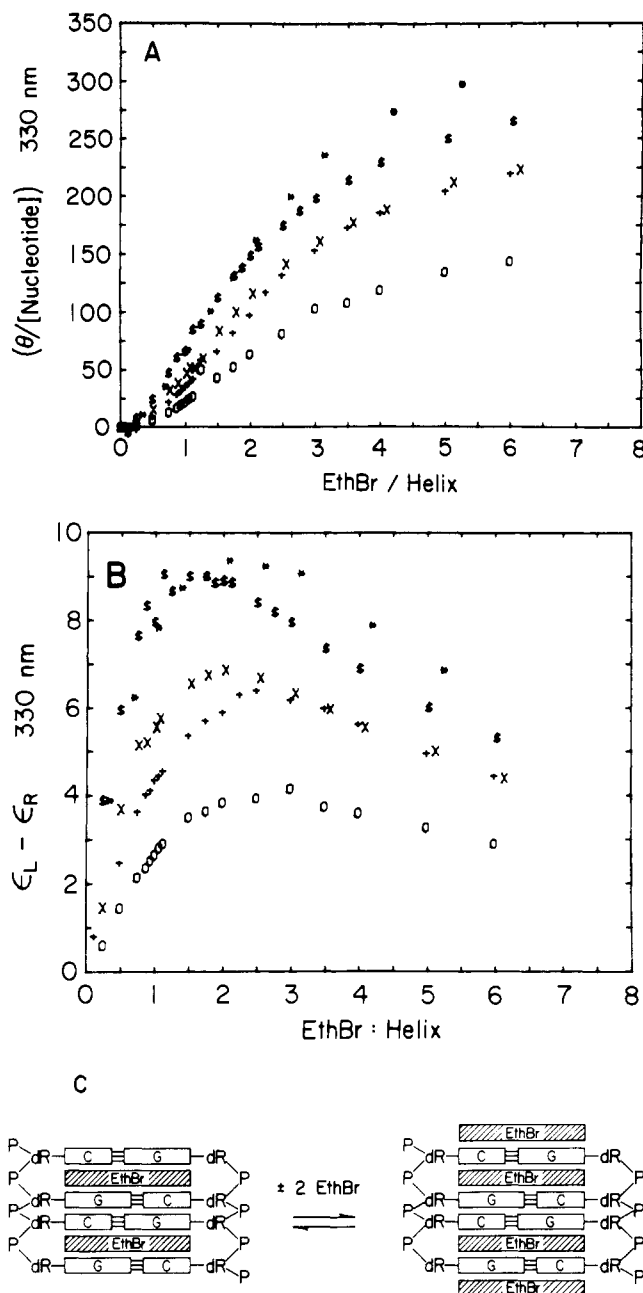 A
(θ/[Nucleotide]) 330 nm
350
300
250
200
150
100
50
0
0 1 2 3 4 5 6 7 8
EthBr / Helix
B
ϵL - ϵR 330 nm
10
8
6
4
2
0
0 1 2 3 4 5 6 7 8
EthBr : Helix
C
P dR C G dR P
EthBr
P dR G C dR P
P dR C G dR P
EthBr
P dR G C dR P
± 2 EthBr
EthBr
P dR C G dR P
EthBr
P dR G C dR P
P dR C G dR P
EthBr
P dR G C dR P
EthBr